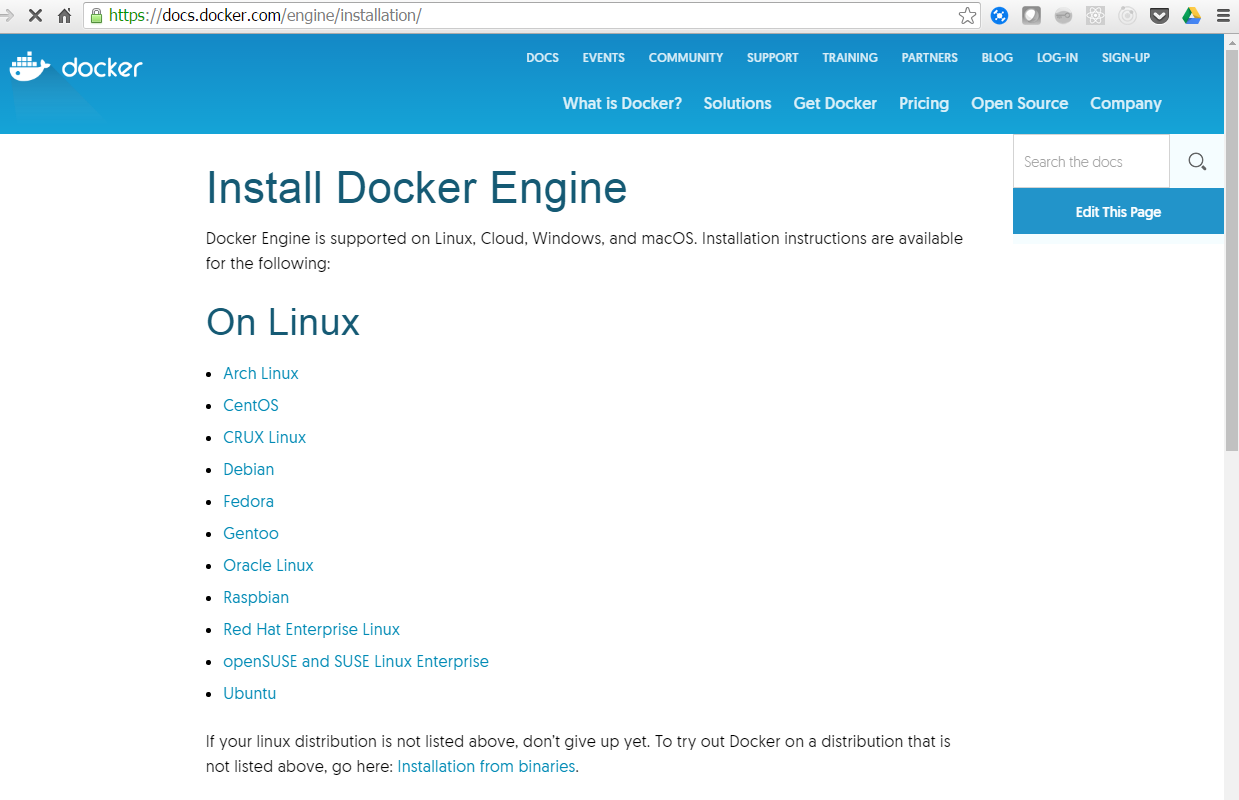 https://docs.docker.com/engine/installation/
docker
DOCS EVENTS COMMUNITY SUPPORT TRAINING PARTNERS BLOG LOG-IN SIGN-UP
What is Docker? Solutions Get Docker Pricing Open Source Company
Search the docs
Edit This Page
Install Docker Engine
Docker Engine is supported on Linux, Cloud, Windows, and macOS. Installation instructions are available
for the following:
On Linux
Arch Linux
CentOS
CRUX Linux
Debian
Fedora
Gentoo
Oracle Linux
Raspbian
Red Hat Enterprise Linux
openSUSE and SUSE Linux Enterprise
Ubuntu
If your linux distribution is not listed above, don’t give up yet. To try out Docker on a distribution that is
not listed above, go here: Installation from binaries.